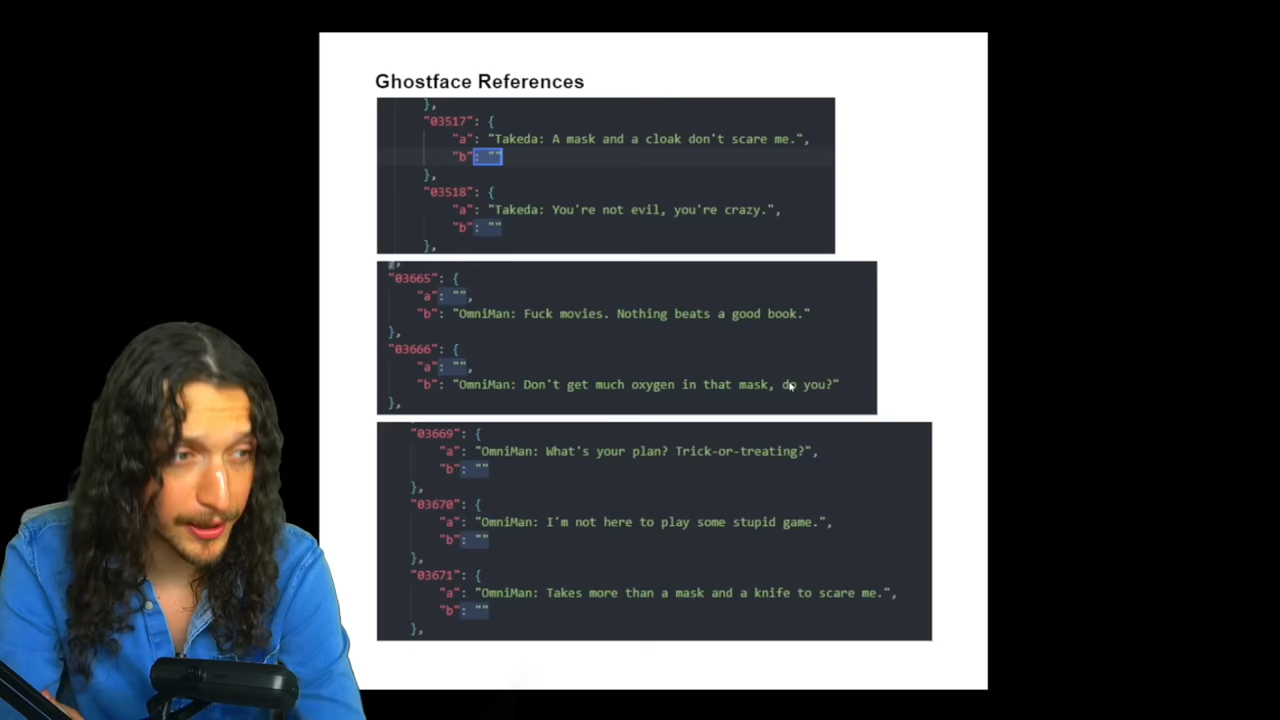 Ghostface References
},
"03517": {
"a": "Takeda: A mask and a cloak don't scare me.",
"b": ""
},
"03518": {
"a": "Takeda: You're not evil, you're crazy.",
"b": ""
},
},
"03665": {
"a": "",
"b": "OmniMan: Fuck movies. Nothing beats a good book."
},
"03666": {
"a": "",
"b": "OmniMan: Don't get much oxygen in that mask, do you?"
},
"03669": {
"a": "OmniMan: What's your plan? Trick-or-treating?",
"b": ""
},
"03670": {
"a": "OmniMan: I'm not here to play some stupid game.",
"b": ""
},
"03671": {
"a": "OmniMan: Takes more than a mask and a knife to scare me.",
"b": ""
},